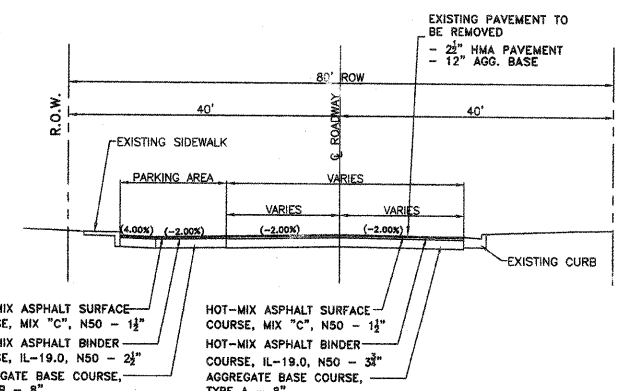 EXISTING PAVEMENT TO
BE REMOVED
- 2½" HMA PAVEMENT
- 12" AGG. BASE
80' ROW
40'
40'
R.O.W.
℄ ROADWAY
EXISTING SIDEWALK
PARKING AREA
VARIES
VARIES
VARIES
(4.00%)
(-2.00%)
(-2.00%)
(-2.00%)
EXISTING CURB
MIX ASPHALT SURFACE
SE, MIX "C", N50 - 1½"
MIX ASPHALT BINDER
SE, IL-19.0, N50 - 2½"
EGATE BASE COURSE,
HOT-MIX ASPHALT SURFACE
COURSE, MIX "C", N50 - 1½"
HOT-MIX ASPHALT BINDER
COURSE, IL-19.0, N50 - 3¾"
AGGREGATE BASE COURSE,